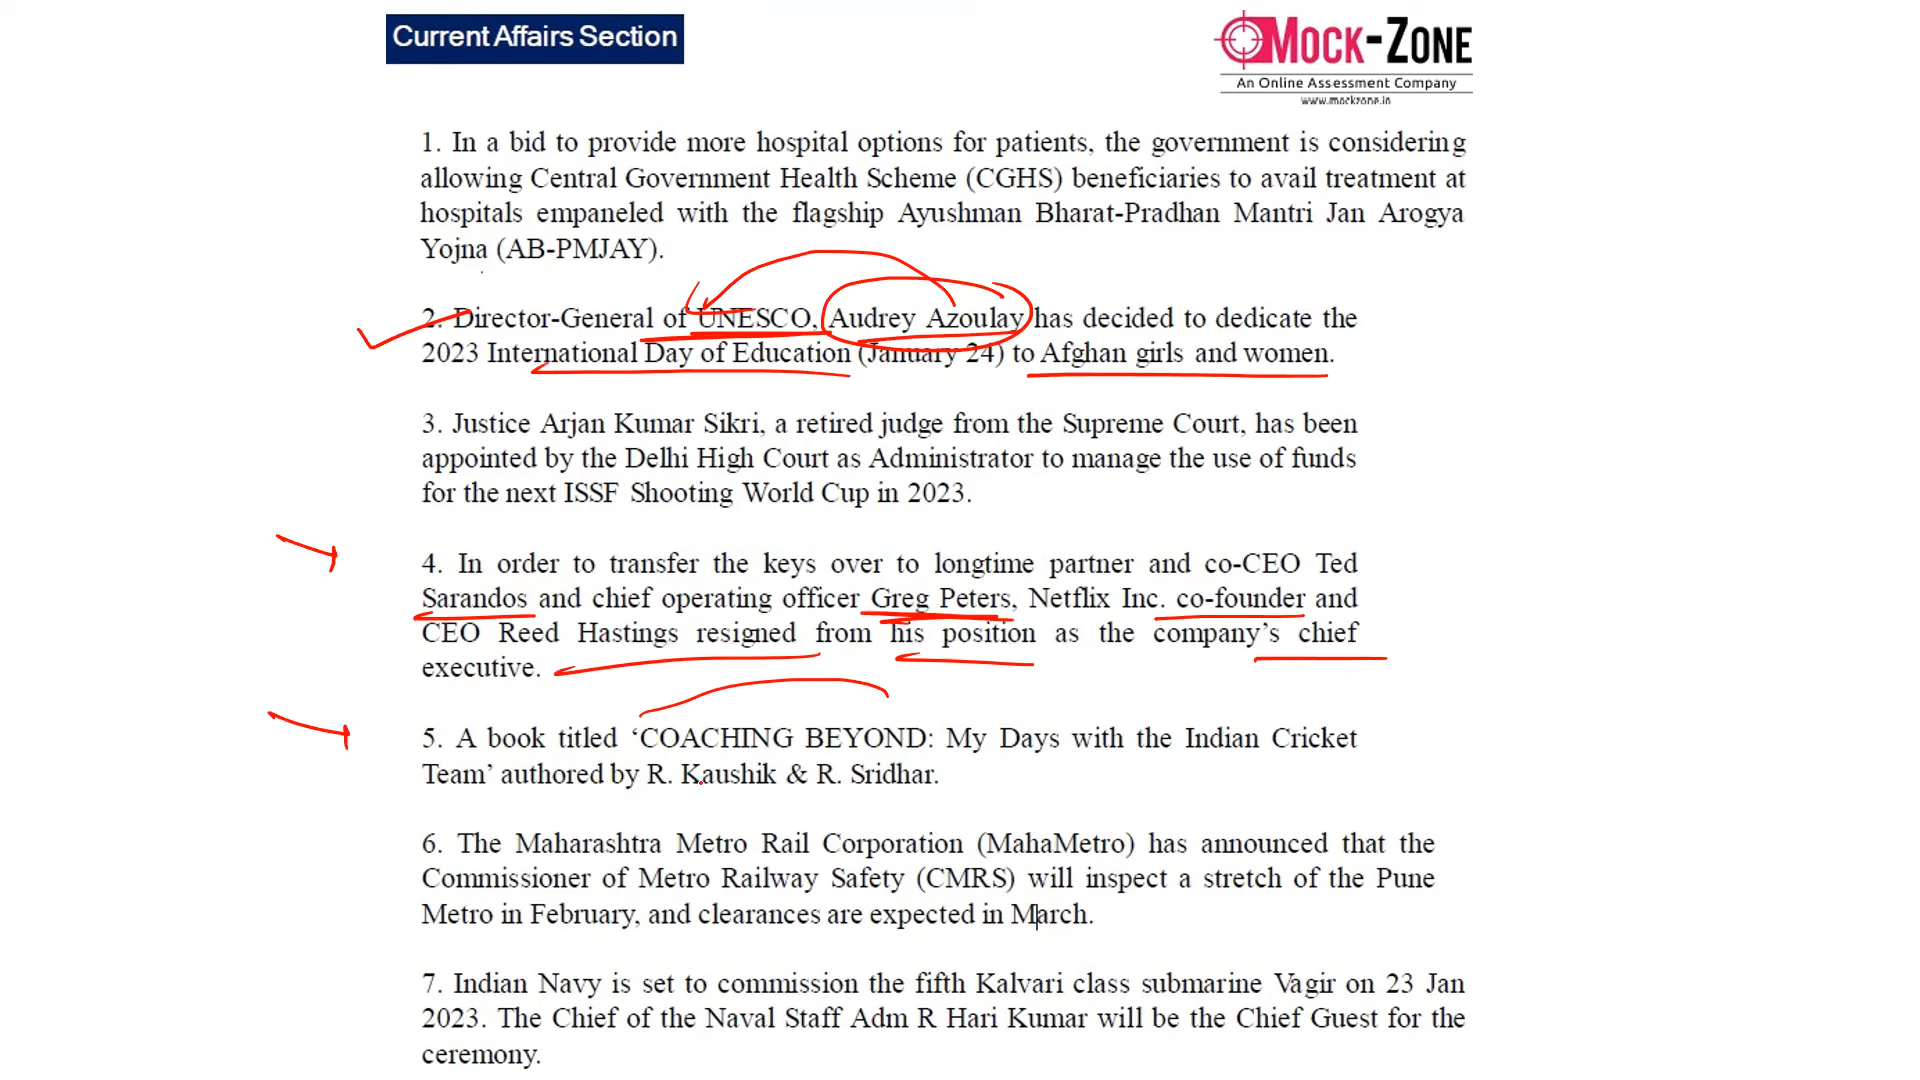 Current Affairs Section
MOCK-ZONE
An Online Assessment Company
www.mockzone.in
1. In a bid to provide more hospital options for patients, the government is considering
allowing Central Government Health Scheme (CGHS) beneficiaries to avail treatment at
hospitals empaneled with the flagship Ayushman Bharat-Pradhan Mantri Jan Arogya
Yojna (AB-PMJAY).
2. Director-General of UNESCO, Audrey Azoulay has decided to dedicate the
2023 International Day of Education (January 24) to Afghan girls and women.
3. Justice Arjan Kumar Sikri, a retired judge from the Supreme Court, has been
appointed by the Delhi High Court as Administrator to manage the use of funds
for the next ISSF Shooting World Cup in 2023.
4. In order to transfer the keys over to longtime partner and co-CEO Ted
Sarandos and chief operating officer Greg Peters, Netflix Inc. co-founder and
CEO Reed Hastings resigned from his position as the company’s chief
executive.
5. A book titled ‘COACHING BEYOND: My Days with the Indian Cricket
Team’ authored by R. Kaushik & R. Sridhar.
6. The Maharashtra Metro Rail Corporation (MahaMetro) has announced that the
Commissioner of Metro Railway Safety (CMRS) will inspect a stretch of the Pune
Metro in February, and clearances are expected in March.
7. Indian Navy is set to commission the fifth Kalvari class submarine Vagir on 23 Jan
2023. The Chief of the Naval Staff Adm R Hari Kumar will be the Chief Guest for the
ceremony.